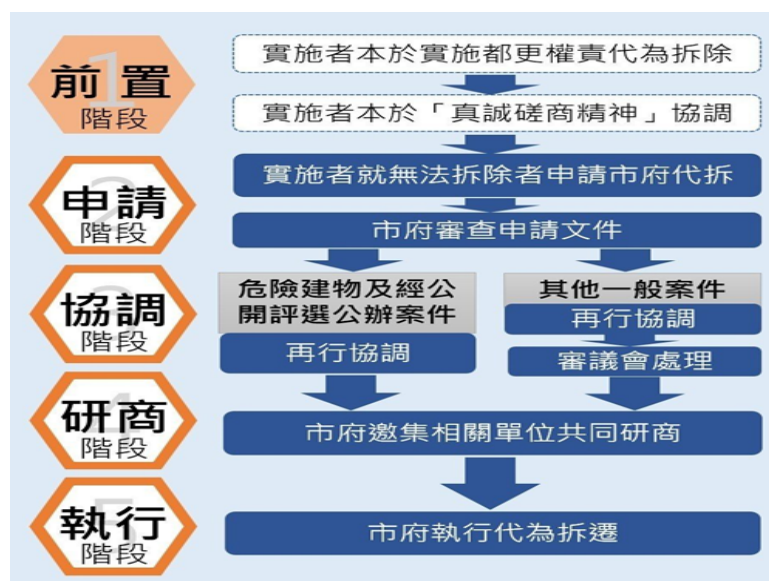 1
前置
階段
實施者本於實施都更權責代為拆除
實施者本於「真誠磋商精神」協調
2
申請
階段
實施者就無法拆除者申請市府代拆
市府審查申請文件
3
協調
階段
危險建物及經公
開評選公辦案件
再行協調
其他一般案件
再行協調
審議會處理
4
研商
階段
市府邀集相關單位共同研商
5
執行
階段
市府執行代為拆遷